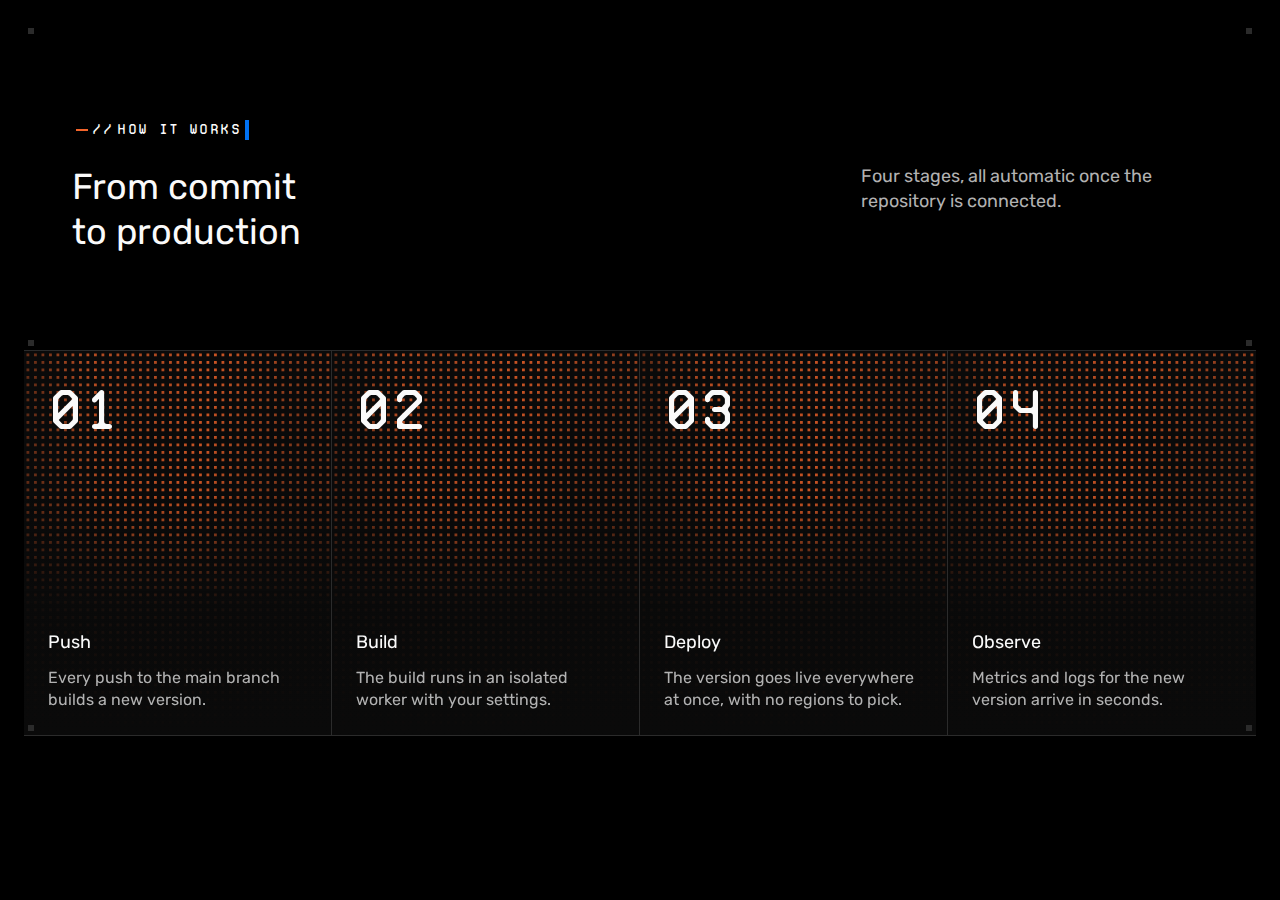 // HOW IT WORKS
From commit
to production
Four stages, all automatic once the
repository is connected.
01
Push
Every push to the main branch
builds a new version.
02
Build
The build runs in an isolated
worker with your settings.
03
Deploy
The version goes live everywhere
at once, with no regions to pick.
04
Observe
Metrics and logs for the new
version arrive in seconds.